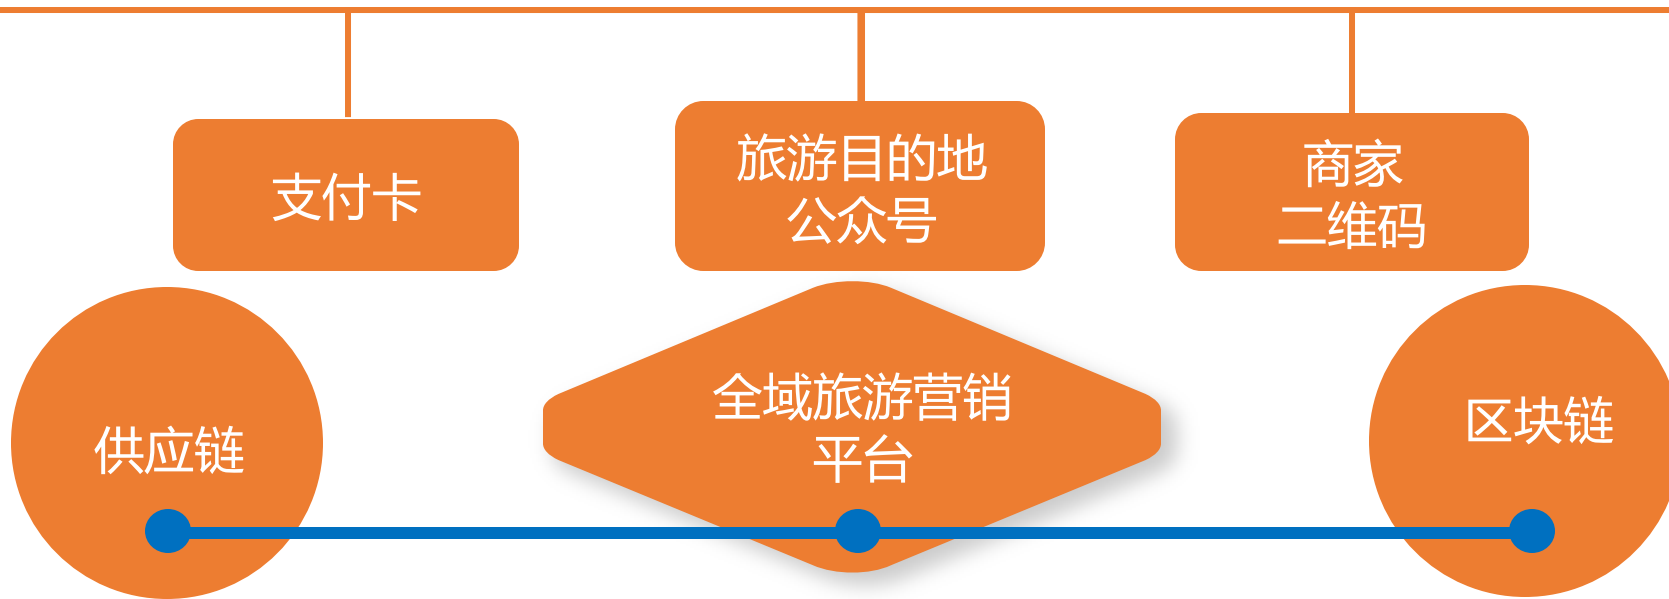 支付卡
旅游目的地
公众号
商家
二维码
供应链
全域旅游营销
平台
区块链